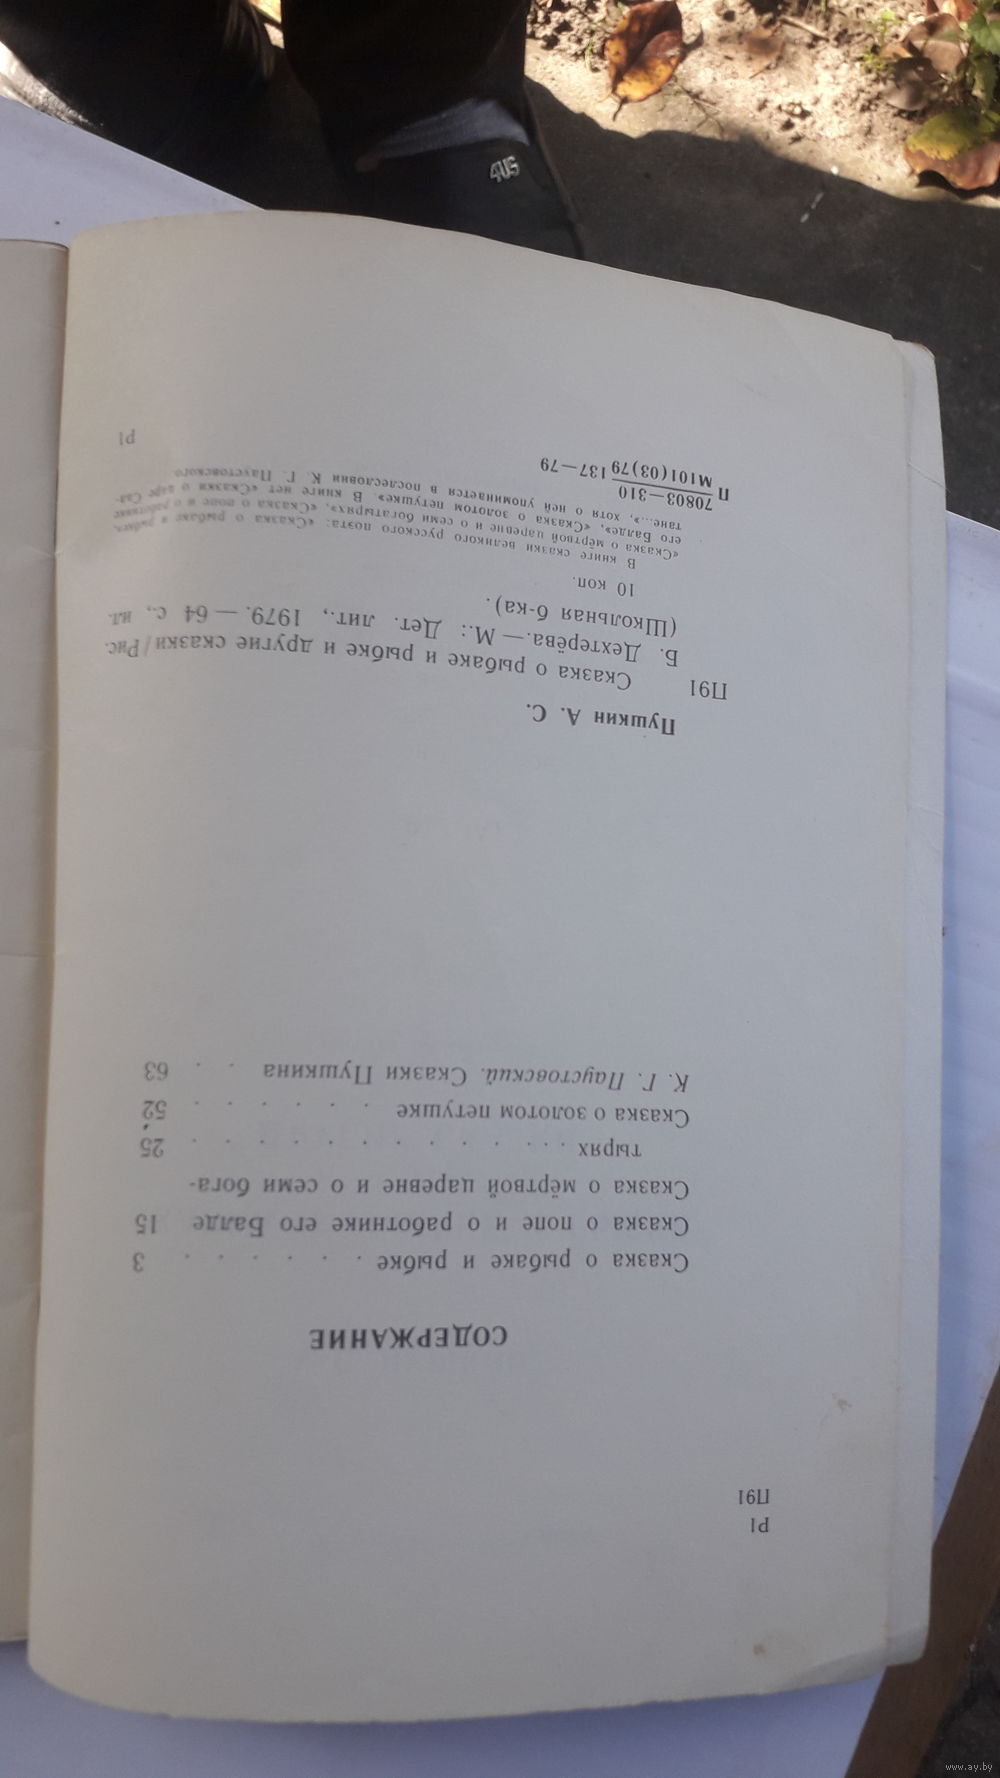 Р1
П91
СОДЕРЖАНИЕ
Сказка о рыбаке и рыбке . . . . . . 3
Сказка о попе и о работнике его Балде 15
Сказка о мёртвой царевне и о семи бога-
тырях . . . . . . . . . . . . 25
Сказка о золотом петушке . . . . . . 52
К. Г. Паустовский. Сказки Пушкина . . 63
Пушкин А. С.
П91 Сказка о рыбаке и рыбке и другие сказки/Рис.
Б. Дехтерёва.— М.: Дет. лит., 1979.— 64 с., ил.
(Школьная б-ка).
10 коп.
В книге сказки великого русского поэта: «Сказка о рыбаке и рыбке»,
«Сказка о мёртвой царевне и о семи богатырях», «Сказка о попе и о работнике
его Балде», «Сказка о золотом петушке». В книге нет «Сказки о царе Сал-
тане...», хотя о ней упоминается в послесловии К. Г. Паустовского.
П 70803—310
М101(03)79 137—79
Р1
4US
www.ay.by